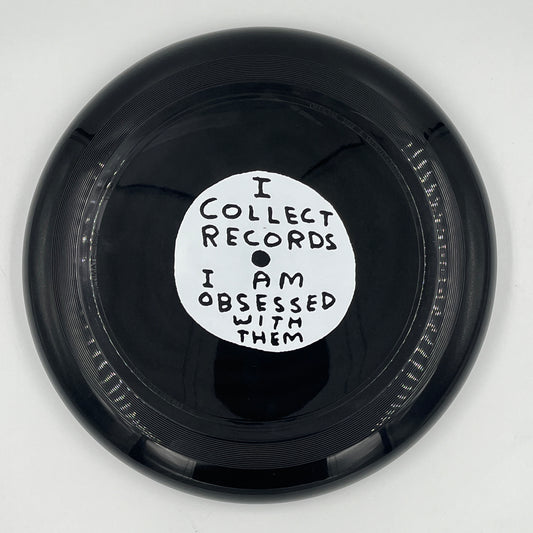 I
COLLECT
RECORDS
I AM
OBSESSED
WITH
THEM